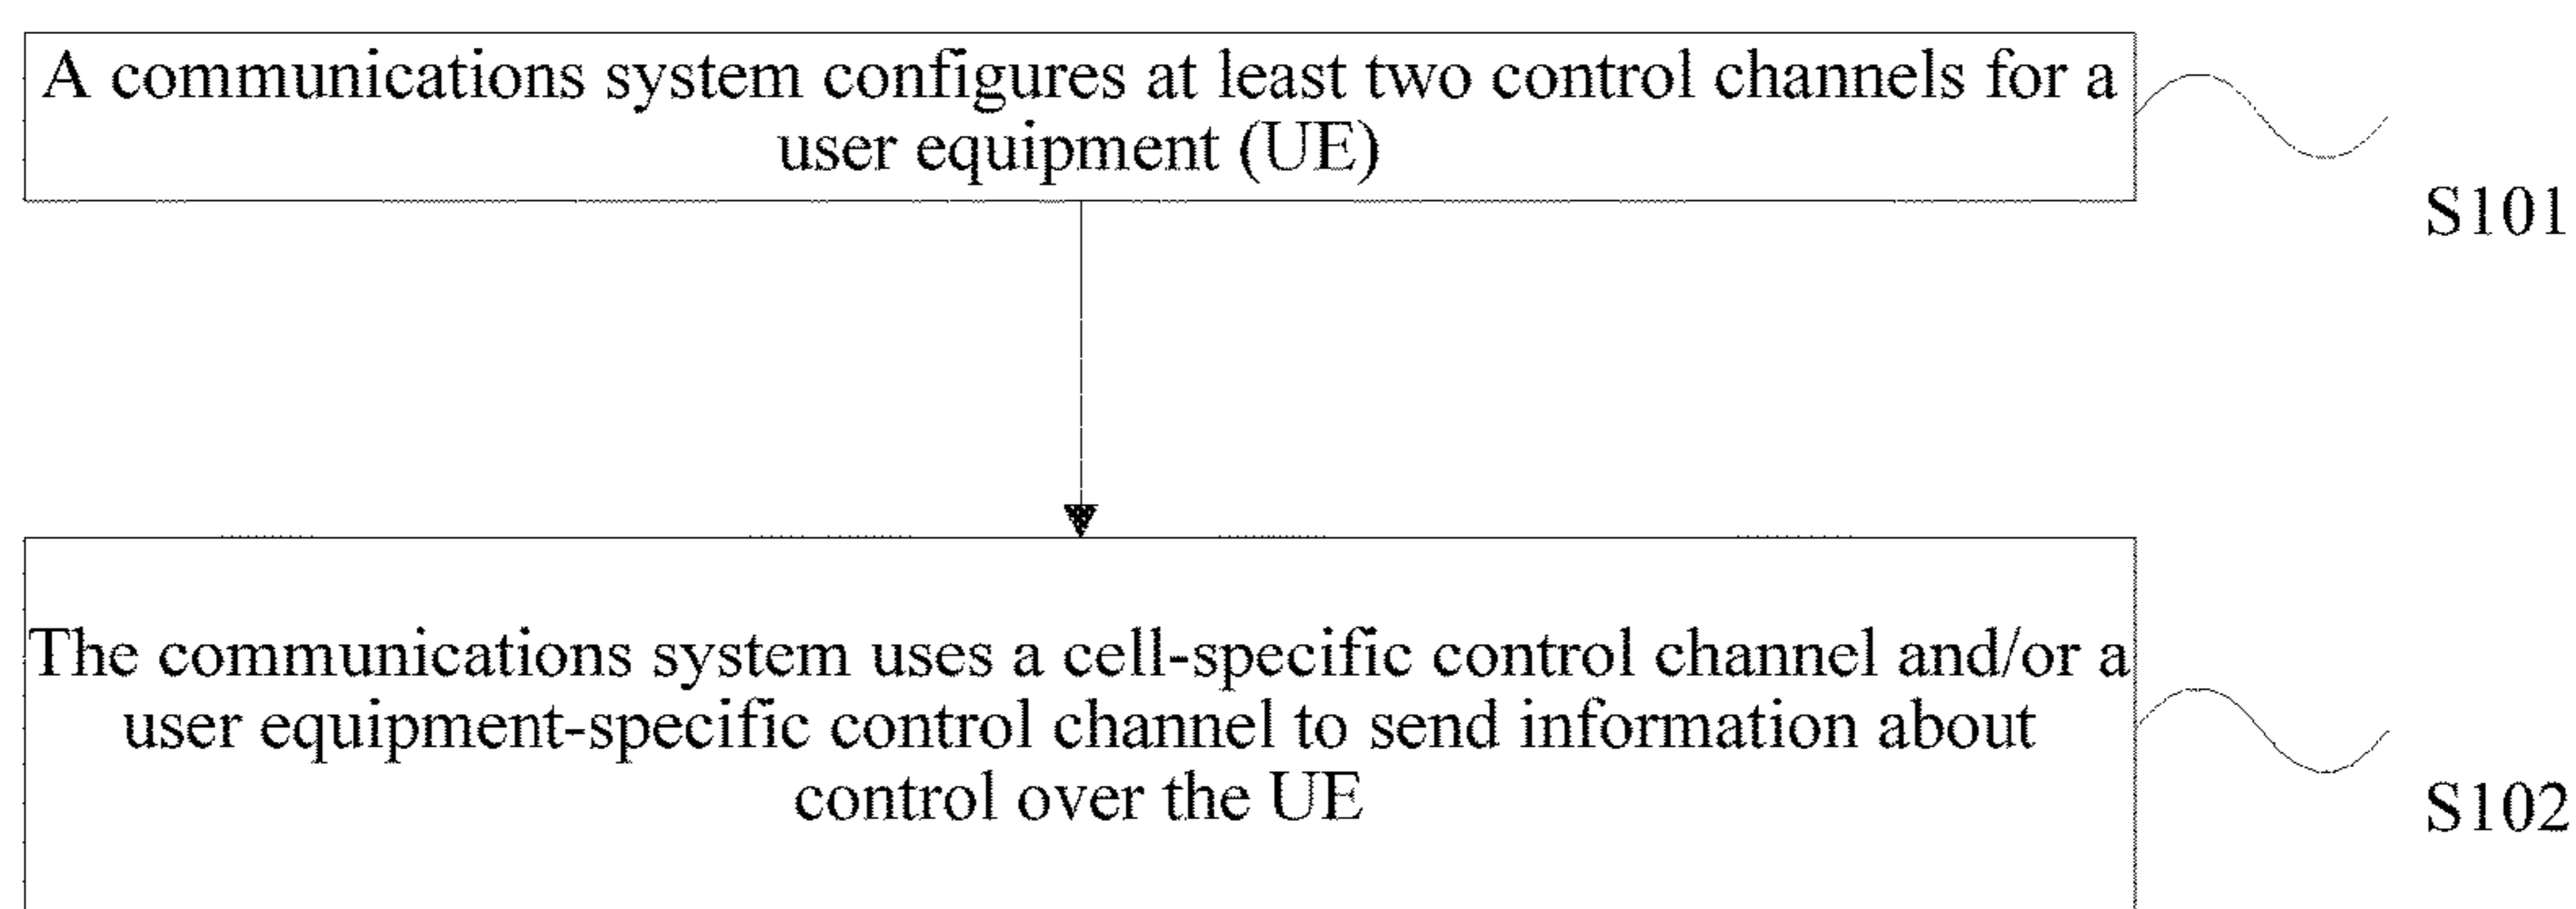 A communications system configures at least two control channels for a
user equipment (UE)
S101
The communications system uses a cell-specific control channel and/or a
user equipment-specific control channel to send information about
control over the UE
S102